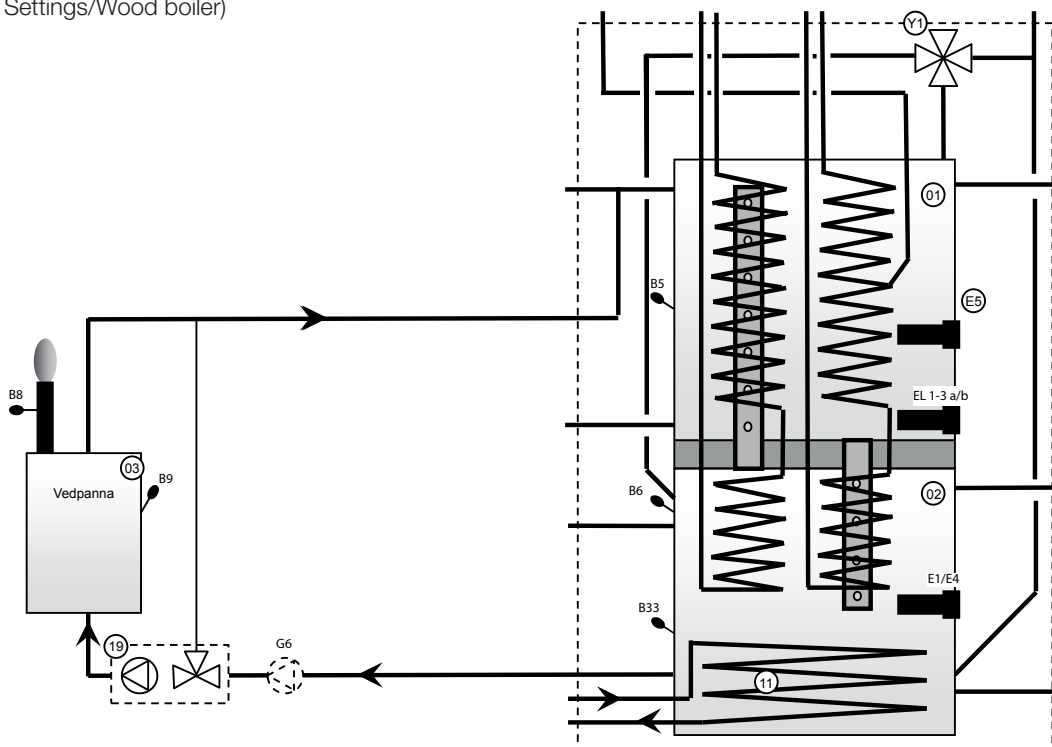 Settings/Wood boiler)
Y1
01
B5
E5
B8
EL 1-3 a/b
03
Vedpanna
B9
B6
02
E1/E4
B33
19
G6
11